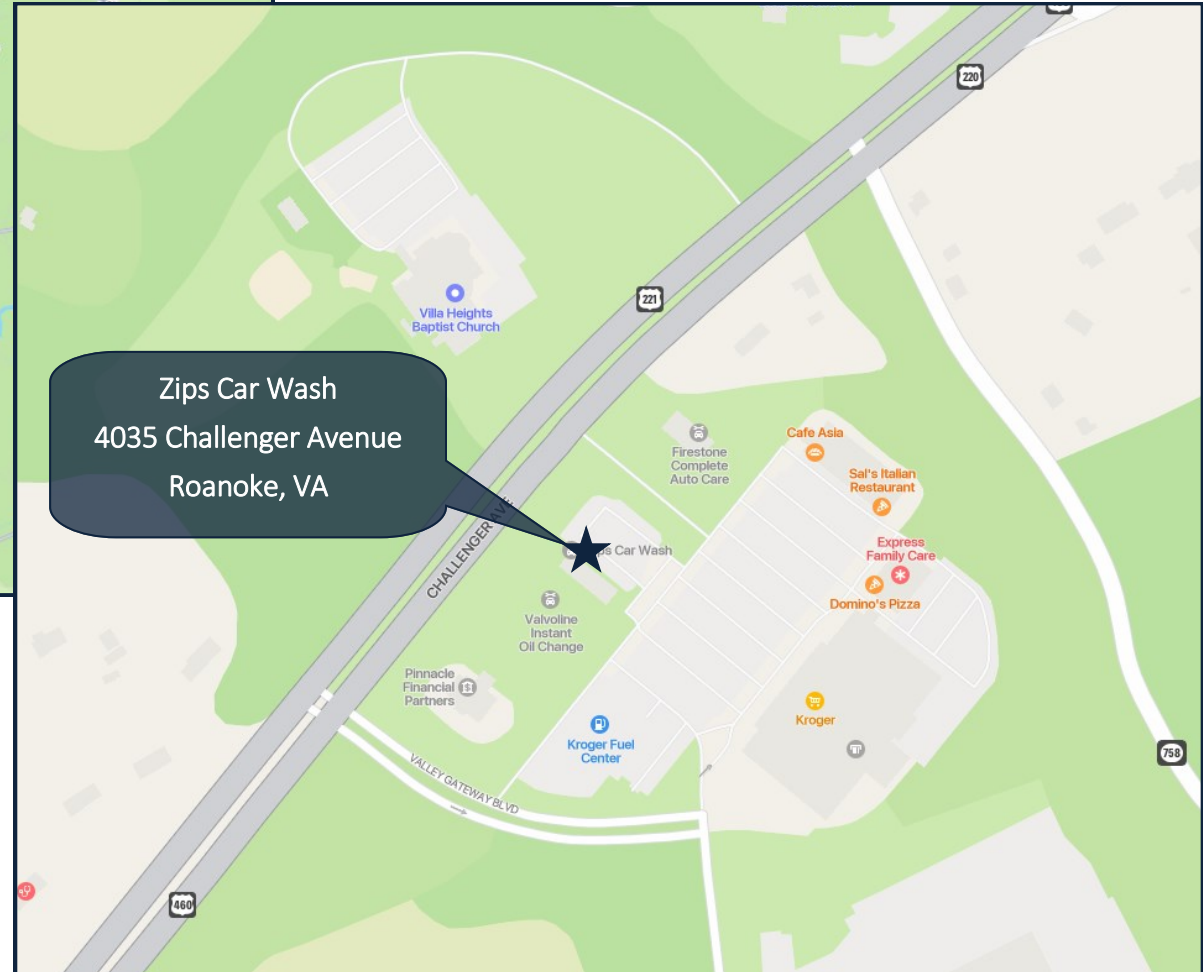 220
221
Villa Heights
Baptist Church
Zips Car Wash
4035 Challenger Avenue
Roanoke, VA
Firestone
Complete
Auto Care
Cafe Asia
Sal's Italian
Restaurant
Express
Family Care
Car Wash
CHALLENGER AVE
Domino's Pizza
Valvoline
Instant
Oil Change
Pinnacle
Financial
Partners
Kroger
Kroger Fuel
Center
758
VALLEY GATEWAY BLVD
460